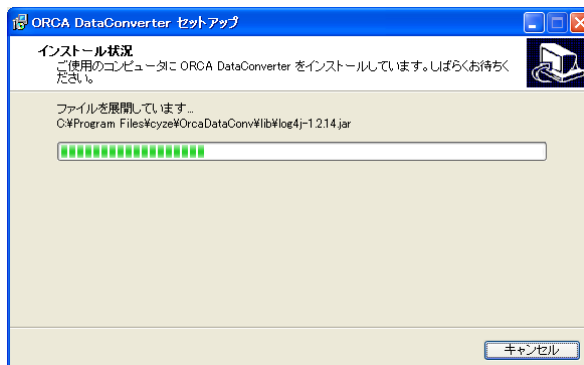 ORCA DataConverter セットアップ
インストール状況
ご使用のコンピュータに ORCA DataConverter をインストールしています。しばらくお待ちく
ださい。
ファイルを展開しています...
C:¥Program Files¥cyze¥OrcaDataConv¥lib¥log4j-1.2.14.jar
キャンセル